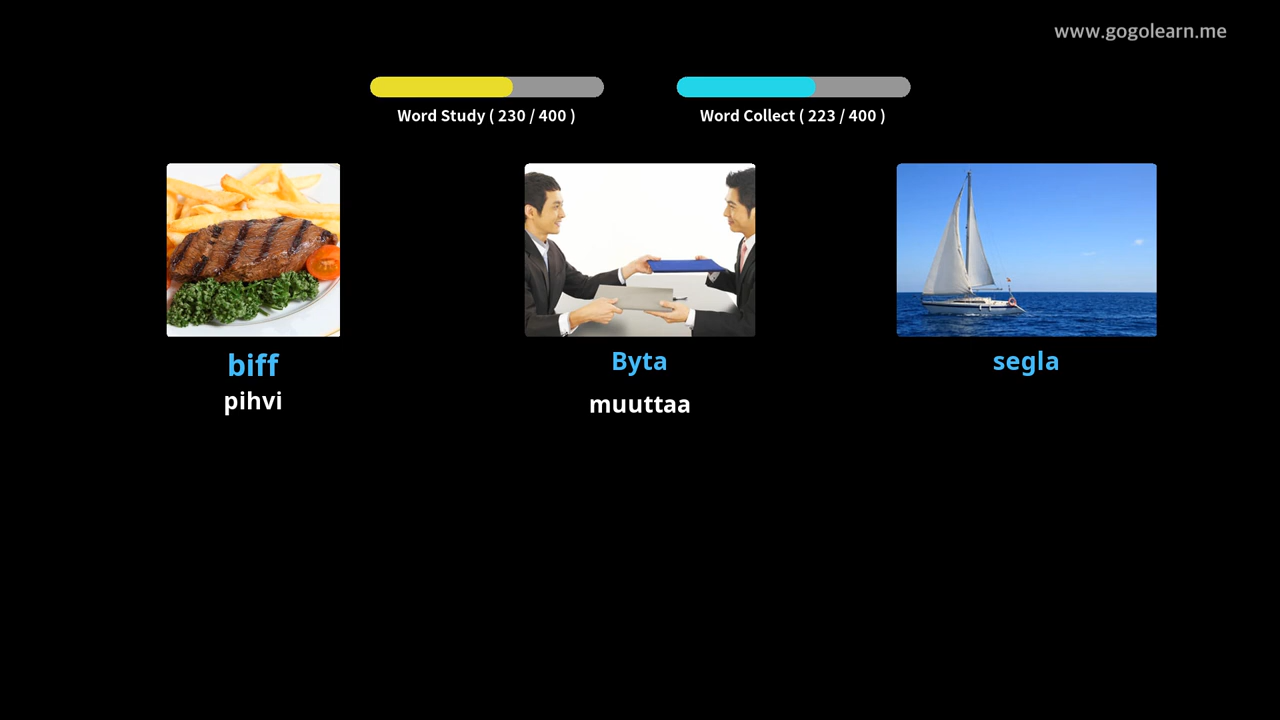 www.gogolearn.me
Word Study ( 230 / 400 )
Word Collect ( 223 / 400 )
biff
pihvi
Byta
muuttaa
segla